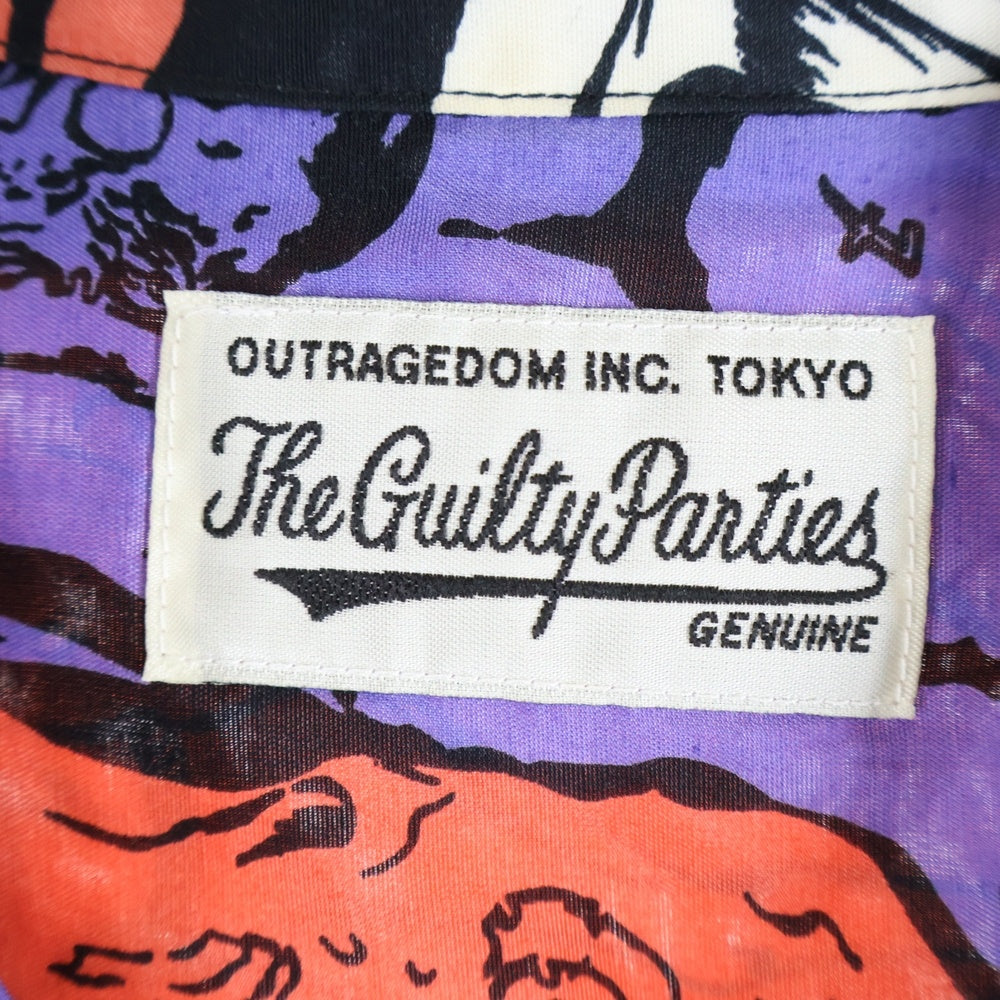 OUTRAGEDOM INC. TOKYO
The Guilty Parties
GENUINE